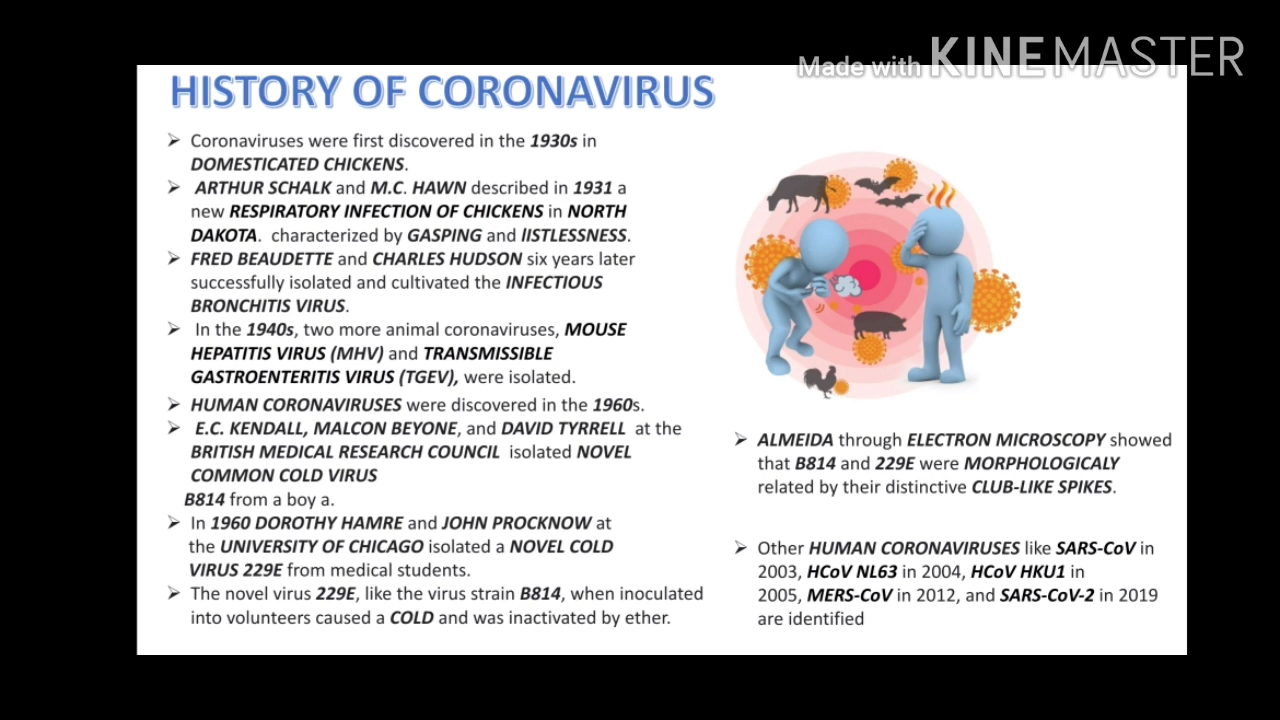 Made with KINEMASTER
HISTORY OF CORONAVIRUS
➢ Coronaviruses were first discovered in the 1930s in
DOMESTICATED CHICKENS.
➢ ARTHUR SCHALK and M.C. HAWN described in 1931 a
new RESPIRATORY INFECTION OF CHICKENS in NORTH
DAKOTA. characterized by GASPING and lISTLESSNESS.
➢ FRED BEAUDETTE and CHARLES HUDSON six years later
successfully isolated and cultivated the INFECTIOUS
BRONCHITIS VIRUS.
➢ In the 1940s, two more animal coronaviruses, MOUSE
HEPATITIS VIRUS (MHV) and TRANSMISSIBLE
GASTROENTERITIS VIRUS (TGEV), were isolated.
➢ HUMAN CORONAVIRUSES were discovered in the 1960s.
➢ E.C. KENDALL, MALCON BEYONE, and DAVID TYRRELL at the
BRITISH MEDICAL RESEARCH COUNCIL isolated NOVEL
COMMON COLD VIRUS
B814 from a boy a.
➢ In 1960 DOROTHY HAMRE and JOHN PROCKNOW at
the UNIVERSITY OF CHICAGO isolated a NOVEL COLD
VIRUS 229E from medical students.
➢ The novel virus 229E, like the virus strain B814, when inoculated
into volunteers caused a COLD and was inactivated by ether.
➢ ALMEIDA through ELECTRON MICROSCOPY showed
that B814 and 229E were MORPHOLOGICALY
related by their distinctive CLUB-LIKE SPIKES.
➢ Other HUMAN CORONAVIRUSES like SARS-CoV in
2003, HCoV NL63 in 2004, HCoV HKU1 in
2005, MERS-CoV in 2012, and SARS-CoV-2 in 2019
are identified